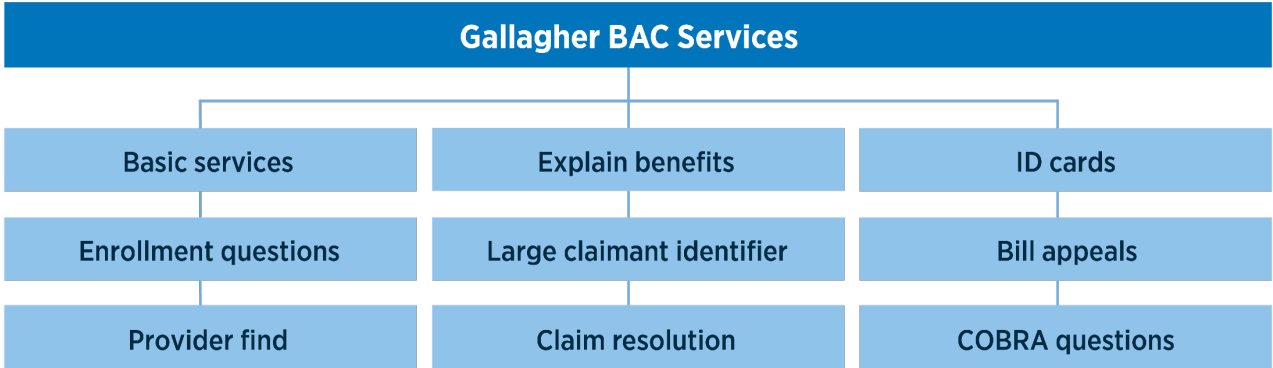 Gallagher BAC Services
Basic services
Explain benefits
ID cards
Enrollment questions
Large claimant identifier
Bill appeals
Provider find
Claim resolution
COBRA questions